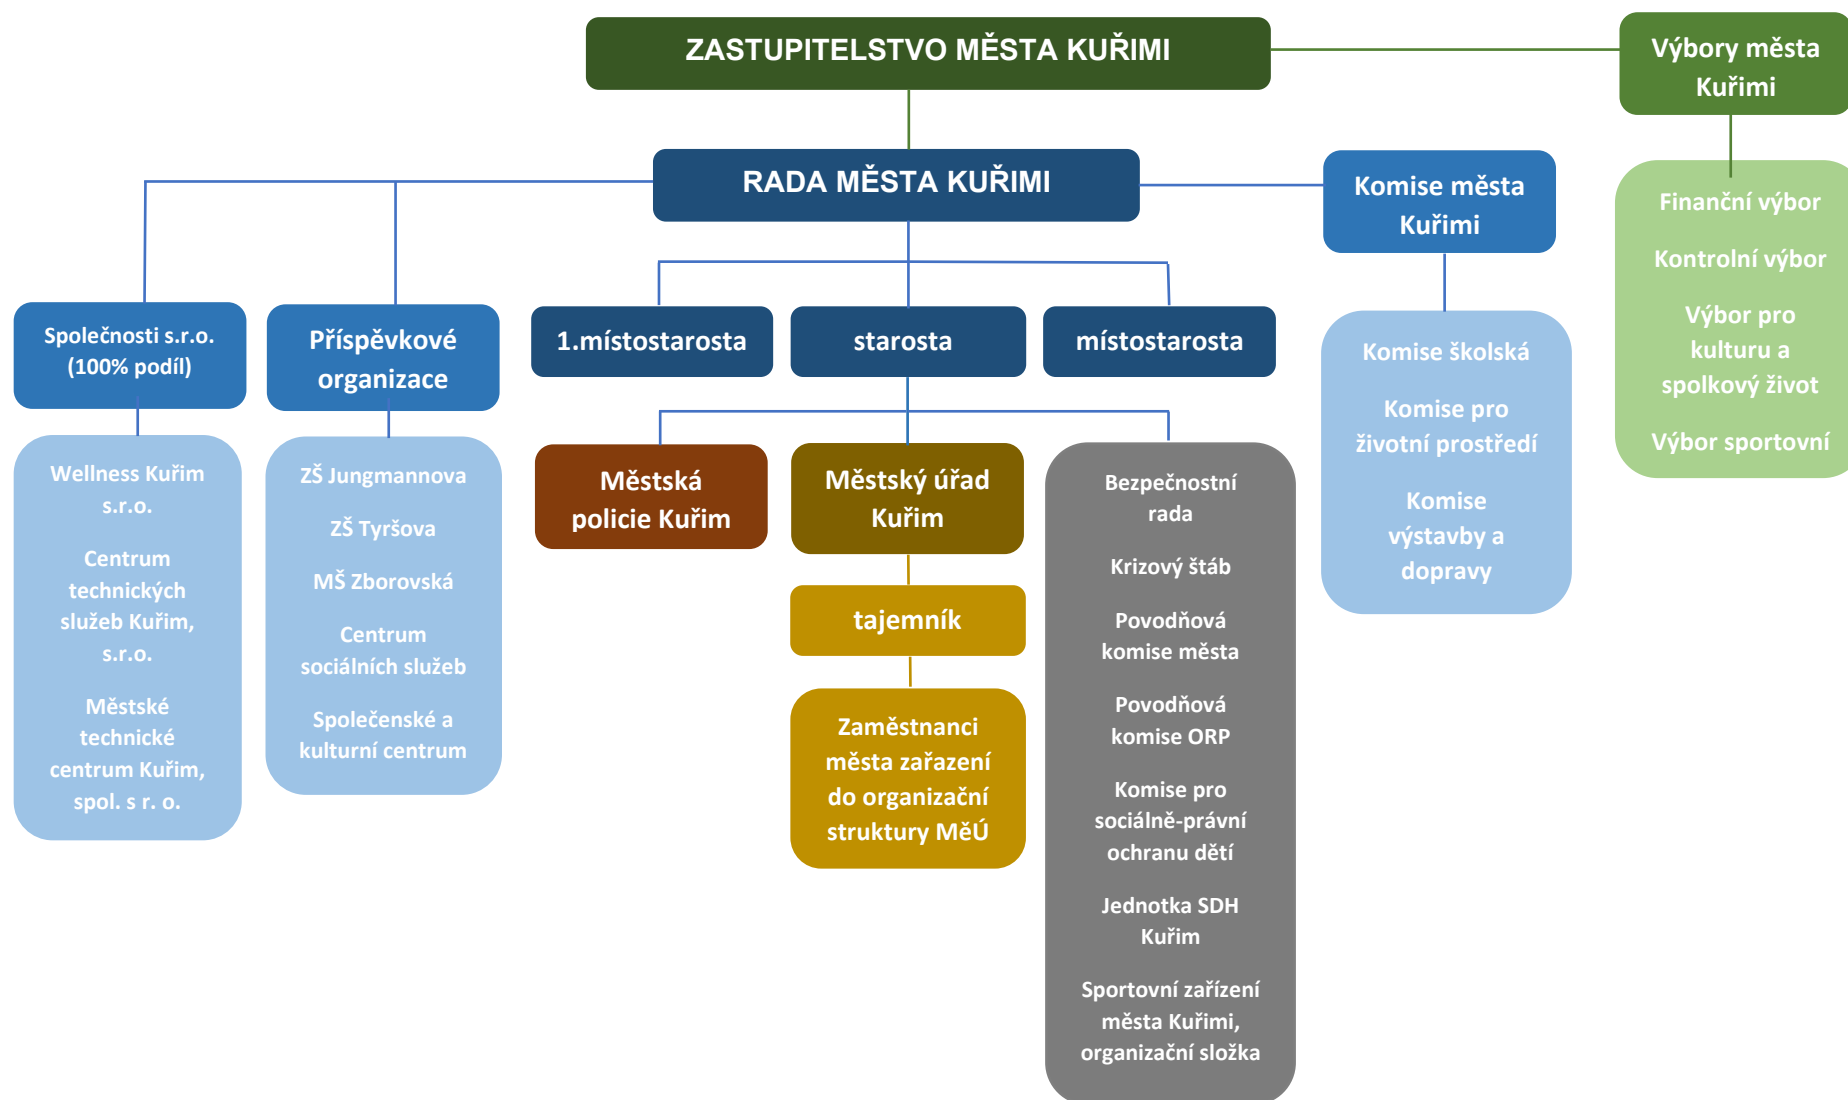 ZASTUPITELSTVO MĚSTA KUŘIMI
Výbory města
Kuřimi
RADA MĚSTA KUŘIMI
Komise města
Kuřimi
Finanční výbor
Kontrolní výbor
Výbor pro
kulturu a
spolkový život
Výbor sportovní
Společnosti s.r.o.
(100% podíl)
Příspěvkové
organizace
1.místostarosta
starosta
místostarosta
Komise školská
Komise pro
životní prostředí
Komise
výstavby a
dopravy
Wellness Kuřim
s.r.o.
Centrum
technických
služeb Kuřim,
s.r.o.
Městské
technické
centrum Kuřim,
spol. s r. o.
ZŠ Jungmannova
ZŠ Tyršova
MŠ Zborovská
Centrum
sociálních služeb
Společenské a
kulturní centrum
Městská
policie Kuřim
Městský úřad
Kuřim
tajemník
Zaměstnanci
města zařazení
do organizační
struktury MěÚ
Bezpečnostní
rada
Krizový štáb
Povodňová
komise města
Povodňová
komise ORP
Komise pro
sociálně-právní
ochranu dětí
Jednotka SDH
Kuřim
Sportovní zařízení
města Kuřimi,
organizační složka